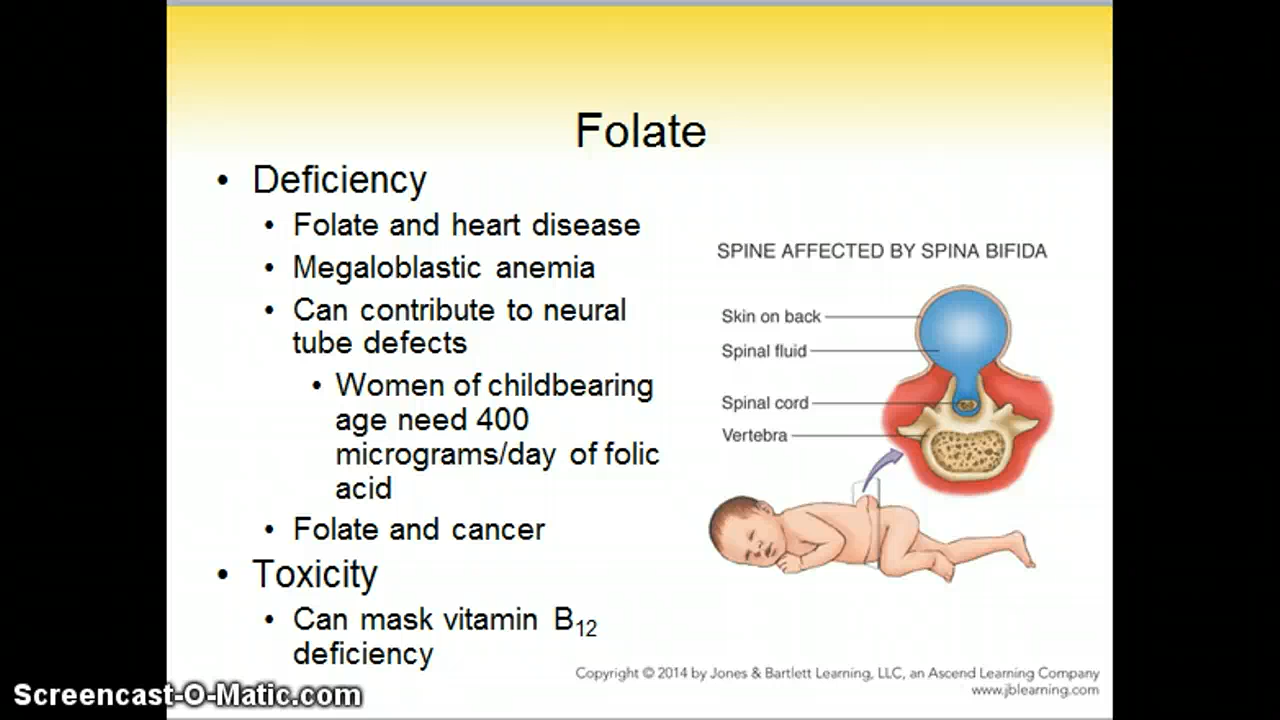 Folate
• Deficiency
• Folate and heart disease
• Megaloblastic anemia
• Can contribute to neural
tube defects
• Women of childbearing
age need 400
micrograms/day of folic
acid
• Folate and cancer
• Toxicity
• Can mask vitamin B12
deficiency
SPINE AFFECTED BY SPINA BIFIDA
Skin on back
Spinal fluid
Spinal cord
Vertebra
Copyright © 2014 by Jones & Bartlett Learning, LLC, an Ascend Learning Company
www.jblearning.com
Screencast-O-Matic.com